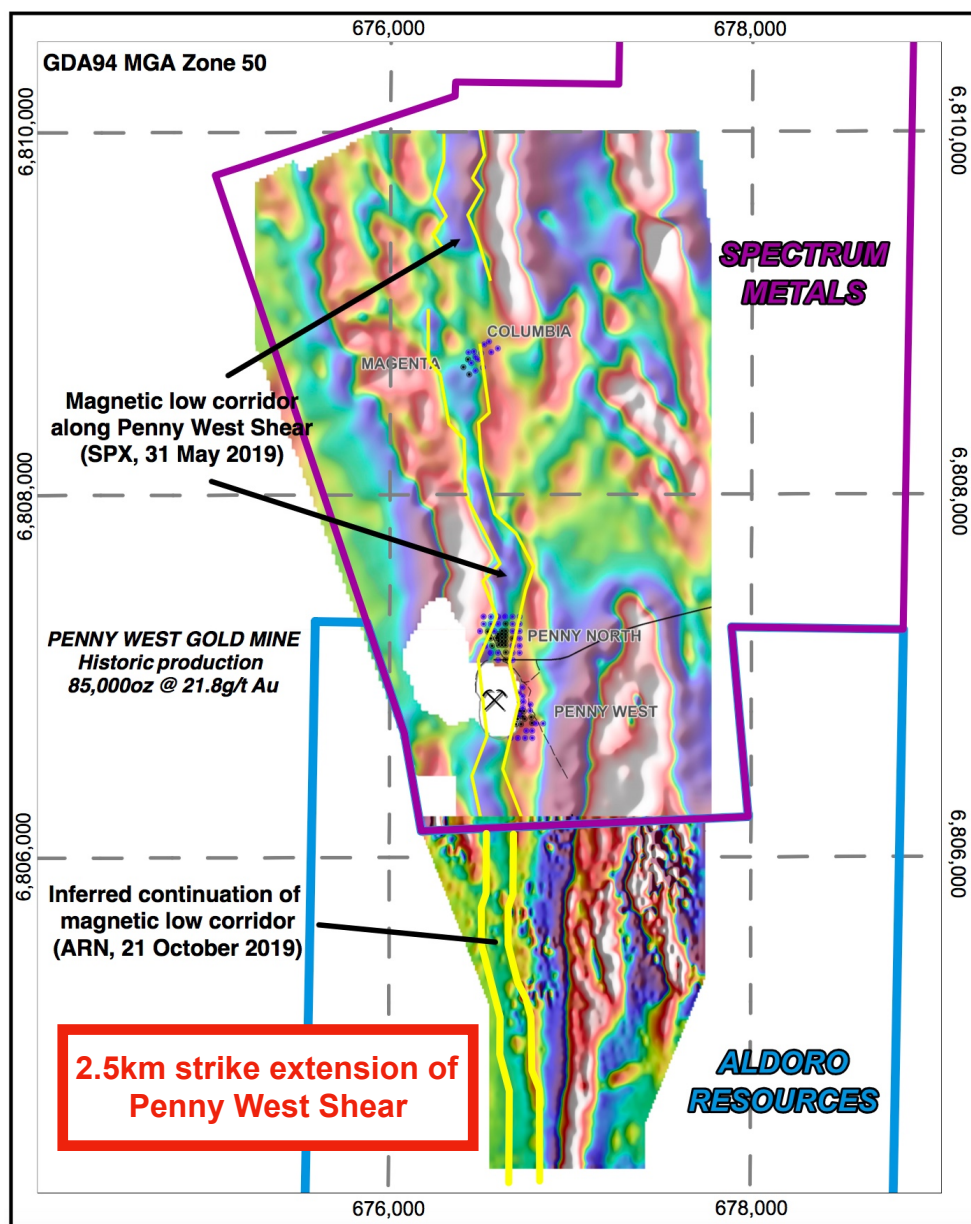 676,000
678,000
GDA94 MGA Zone 50
6,810,000
6,810,000
SPECTRUM
METALS
COLUMBIA
MAGENTA
Magnetic low corridor
along Penny West Shear
(SPX, 31 May 2019)
6,808,000
6,808,000
PENNY WEST GOLD MINE
Historic production
85,000oz @ 21.8g/t Au
PENNY NORTH
PENNY WEST
6,806,000
6,806,000
Inferred continuation of
magnetic low corridor
(ARN, 21 October 2019)
2.5km strike extension of
Penny West Shear
ALDORO
RESOURCES
676,000
678,000